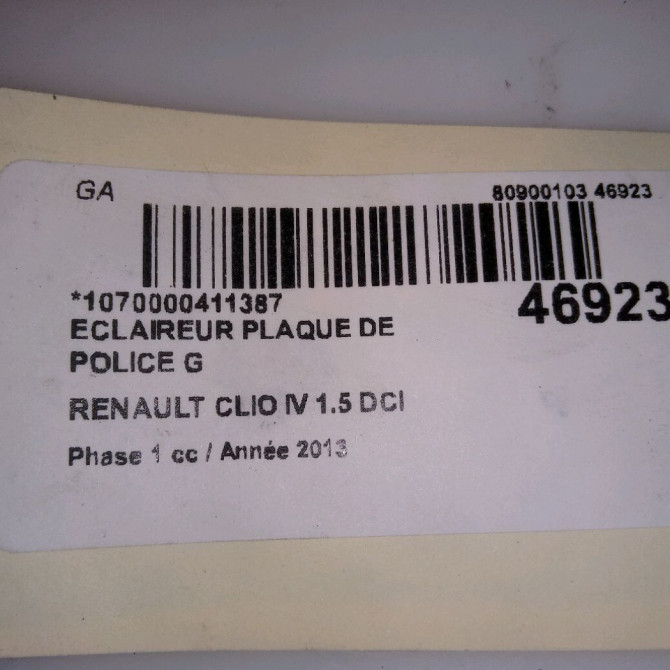 GA
80900103 46923
*1070000411387
46923
ECLAIREUR PLAQUE DE
POLICE G
RENAULT CLIO IV 1.5 DCI
Phase 1 cc / Année 2013